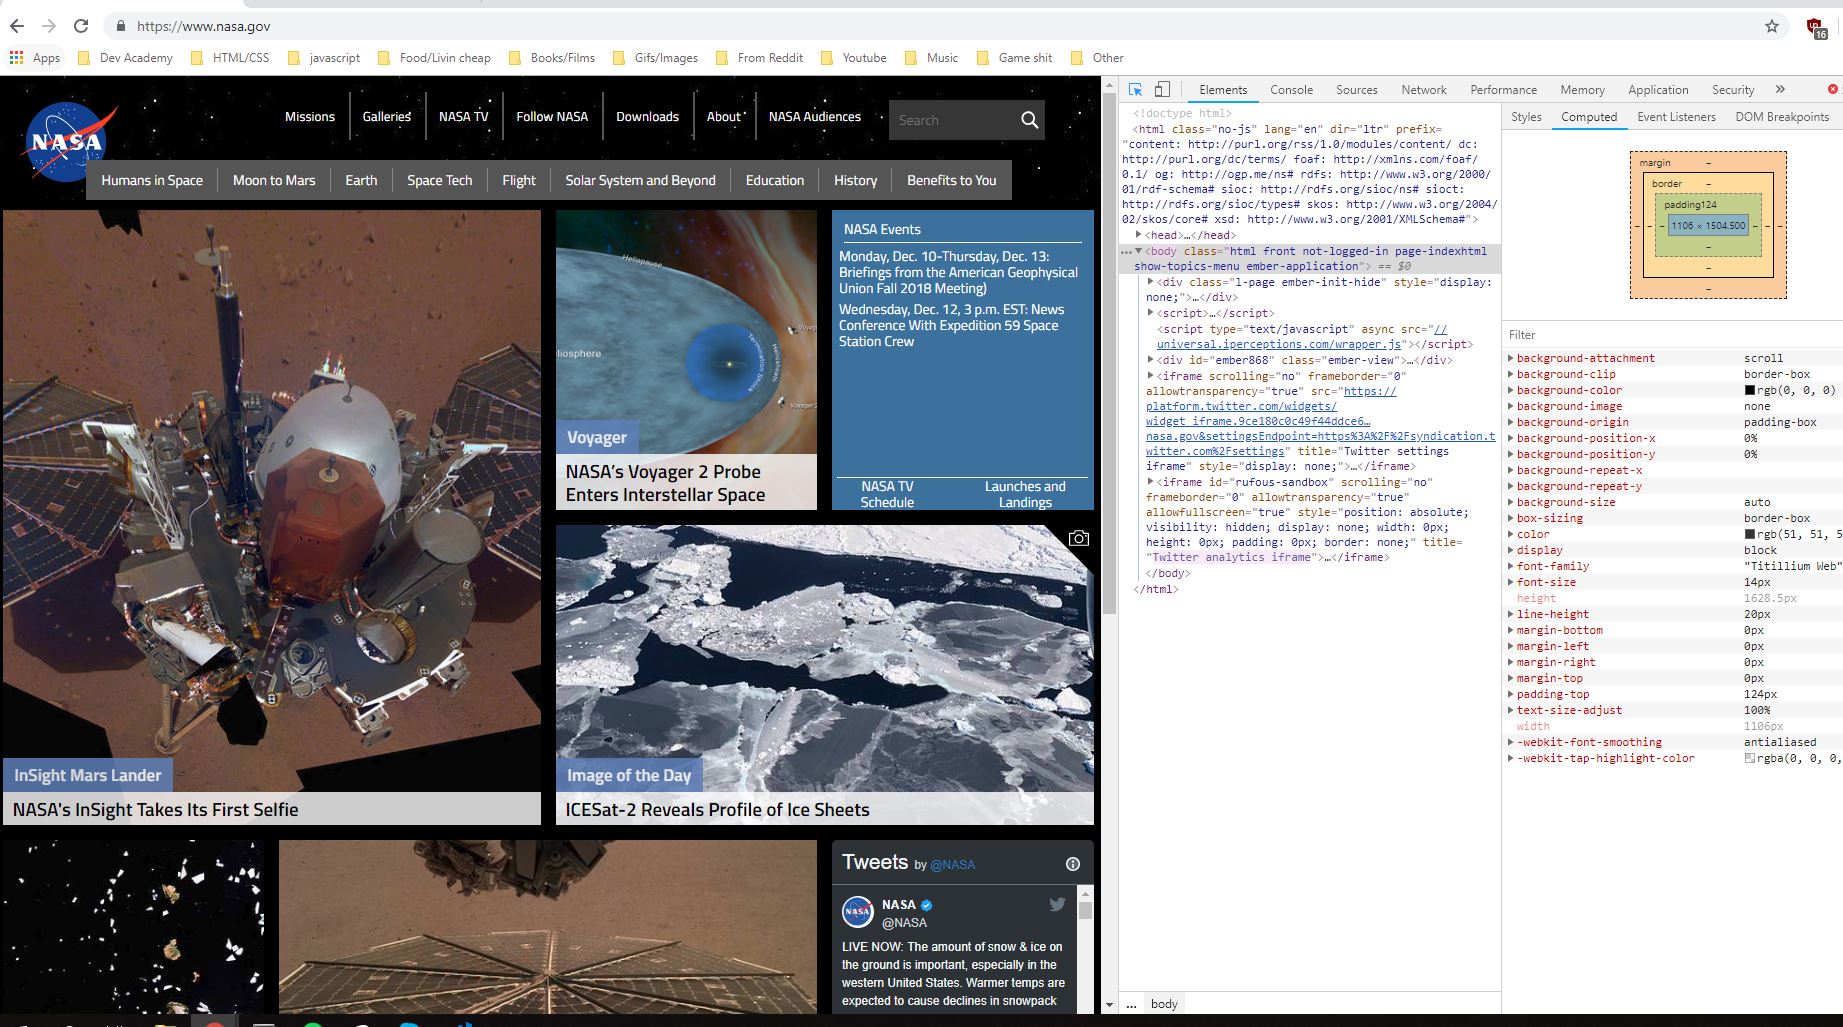 https://www.nasa.gov
16
Apps
Dev Academy
HTML/CSS
javascript
Food/Livin cheap
Books/Films
Gifs/Images
From Reddit
Youtube
Music
Game shit
Other
NASA
Missions
Galleries
NASA TV
Follow NASA
Downloads
About
NASA Audiences
Search
Humans in Space
Moon to Mars
Earth
Space Tech
Flight
Solar System and Beyond
Education
History
Benefits to You
InSight Mars Lander
NASA's InSight Takes Its First Selfie
Heliopause
liosphere
Termination Shock
Heliosheath
Voyager 2
Voyager
NASA's Voyager 2 Probe
Enters Interstellar Space
NASA Events
Monday, Dec. 10-Thursday, Dec. 13:
Briefings from the American Geophysical
Union Fall 2018 Meeting)
Wednesday, Dec. 12, 3 p.m. EST: News
Conference With Expedition 59 Space
Station Crew
NASA TV
Schedule
Launches and
Landings
Image of the Day
ICESat-2 Reveals Profile of Ice Sheets
Tweets by @NASA
NASA
NASA
@NASA
LIVE NOW: The amount of snow & ice on
the ground is important, especially in the
western United States. Warmer temps are
expected to cause declines in snowpack
Elements
Console
Sources
Network
Performance
Memory
Application
Security
»
<!doctype html>
<html class="no-js" lang="en" dir="ltr" prefix=
"content: http://purl.org/rss/1.0/modules/content/ dc:
http://purl.org/dc/terms/ foaf: http://xmlns.com/foaf/
0.1/ og: http://ogp.me/ns# rdfs: http://www.w3.org/2000/
01/rdf-schema# sioc: http://rdfs.org/sioc/ns# sioct:
http://rdfs.org/sioc/types# skos: http://www.w3.org/2004/
02/skos/core# xsd: http://www.w3.org/2001/XMLSchema#">
<head>…</head>
<body class="html front not-logged-in page-indexhtml
show-topics-menu ember-application"> == $0
<div class="l-page ember-init-hide" style="display:
none;">…</div>
<script>…</script>
<script type="text/javascript" async src="//
universal.iperceptions.com/wrapper.js"></script>
<div id="ember868" class="ember-view">…</div>
<iframe scrolling="no" frameborder="0"
allowtransparency="true" src="https://
platform.twitter.com/widgets/
widget_iframe.9ce180c0c49f44ddce6…
nasa.gov&settingsEndpoint=https%3A%2F%2Fsyndication.t
witter.com%2Fsettings" title="Twitter settings
iframe" style="display: none;">…</iframe>
<iframe id="rufous-sandbox" scrolling="no"
frameborder="0" allowtransparency="true"
allowfullscreen="true" style="position: absolute;
visibility: hidden; display: none; width: 0px;
height: 0px; padding: 0px; border: none;" title=
"Twitter analytics iframe">…</iframe>
</body>
</html>
... body
Styles
Computed
Event Listeners
DOM Breakpoints
margin –
border –
padding124
– – – 1106 × 1504.500 – – –
–
–
–
Filter
background-attachment scroll
background-clip border-box
background-color rgb(0, 0, 0)
background-image none
background-origin padding-box
background-position-x 0%
background-position-y 0%
background-repeat-x
background-repeat-y
background-size auto
box-sizing border-box
color rgb(51, 51, 5
display block
font-family "Titillium Web"
font-size 14px
height 1628.5px
line-height 20px
margin-bottom 0px
margin-left 0px
margin-right 0px
margin-top 0px
padding-top 124px
text-size-adjust 100%
width 1106px
-webkit-font-smoothing antialiased
-webkit-tap-highlight-color rgba(0, 0, 0,